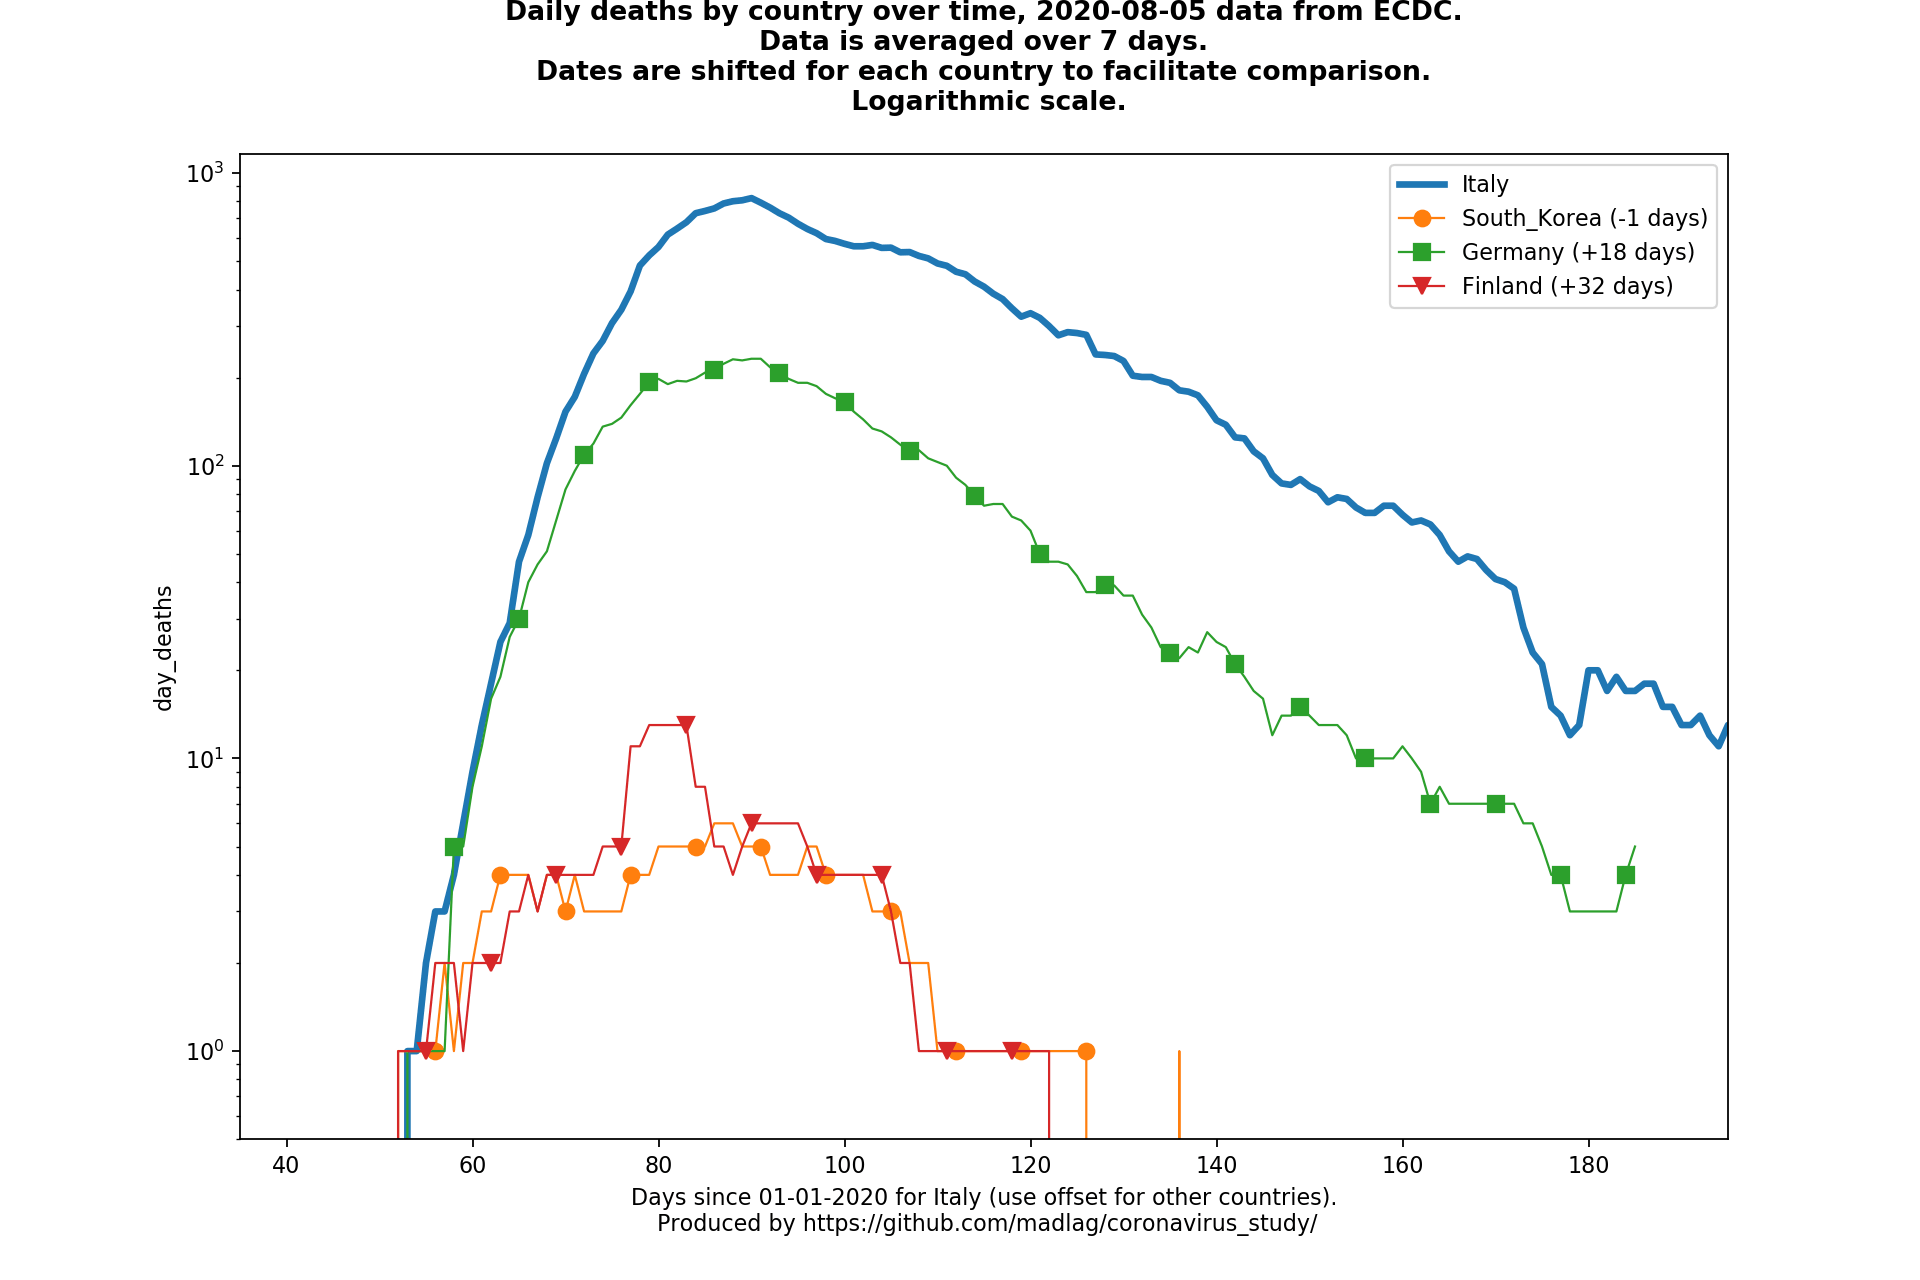 Daily deaths by country over time, 2020-08-05 data from ECDC.
Data is averaged over 7 days.
Dates are shifted for each country to facilitate comparison.
Logarithmic scale.
10³
Italy
South_Korea (-1 days)
Germany (+18 days)
Finland (+32 days)
10²
day_deaths
10¹
10⁰
40 60 80 100 120 140 160 180
Days since 01-01-2020 for Italy (use offset for other countries).
Produced by https://github.com/madlag/coronavirus_study/